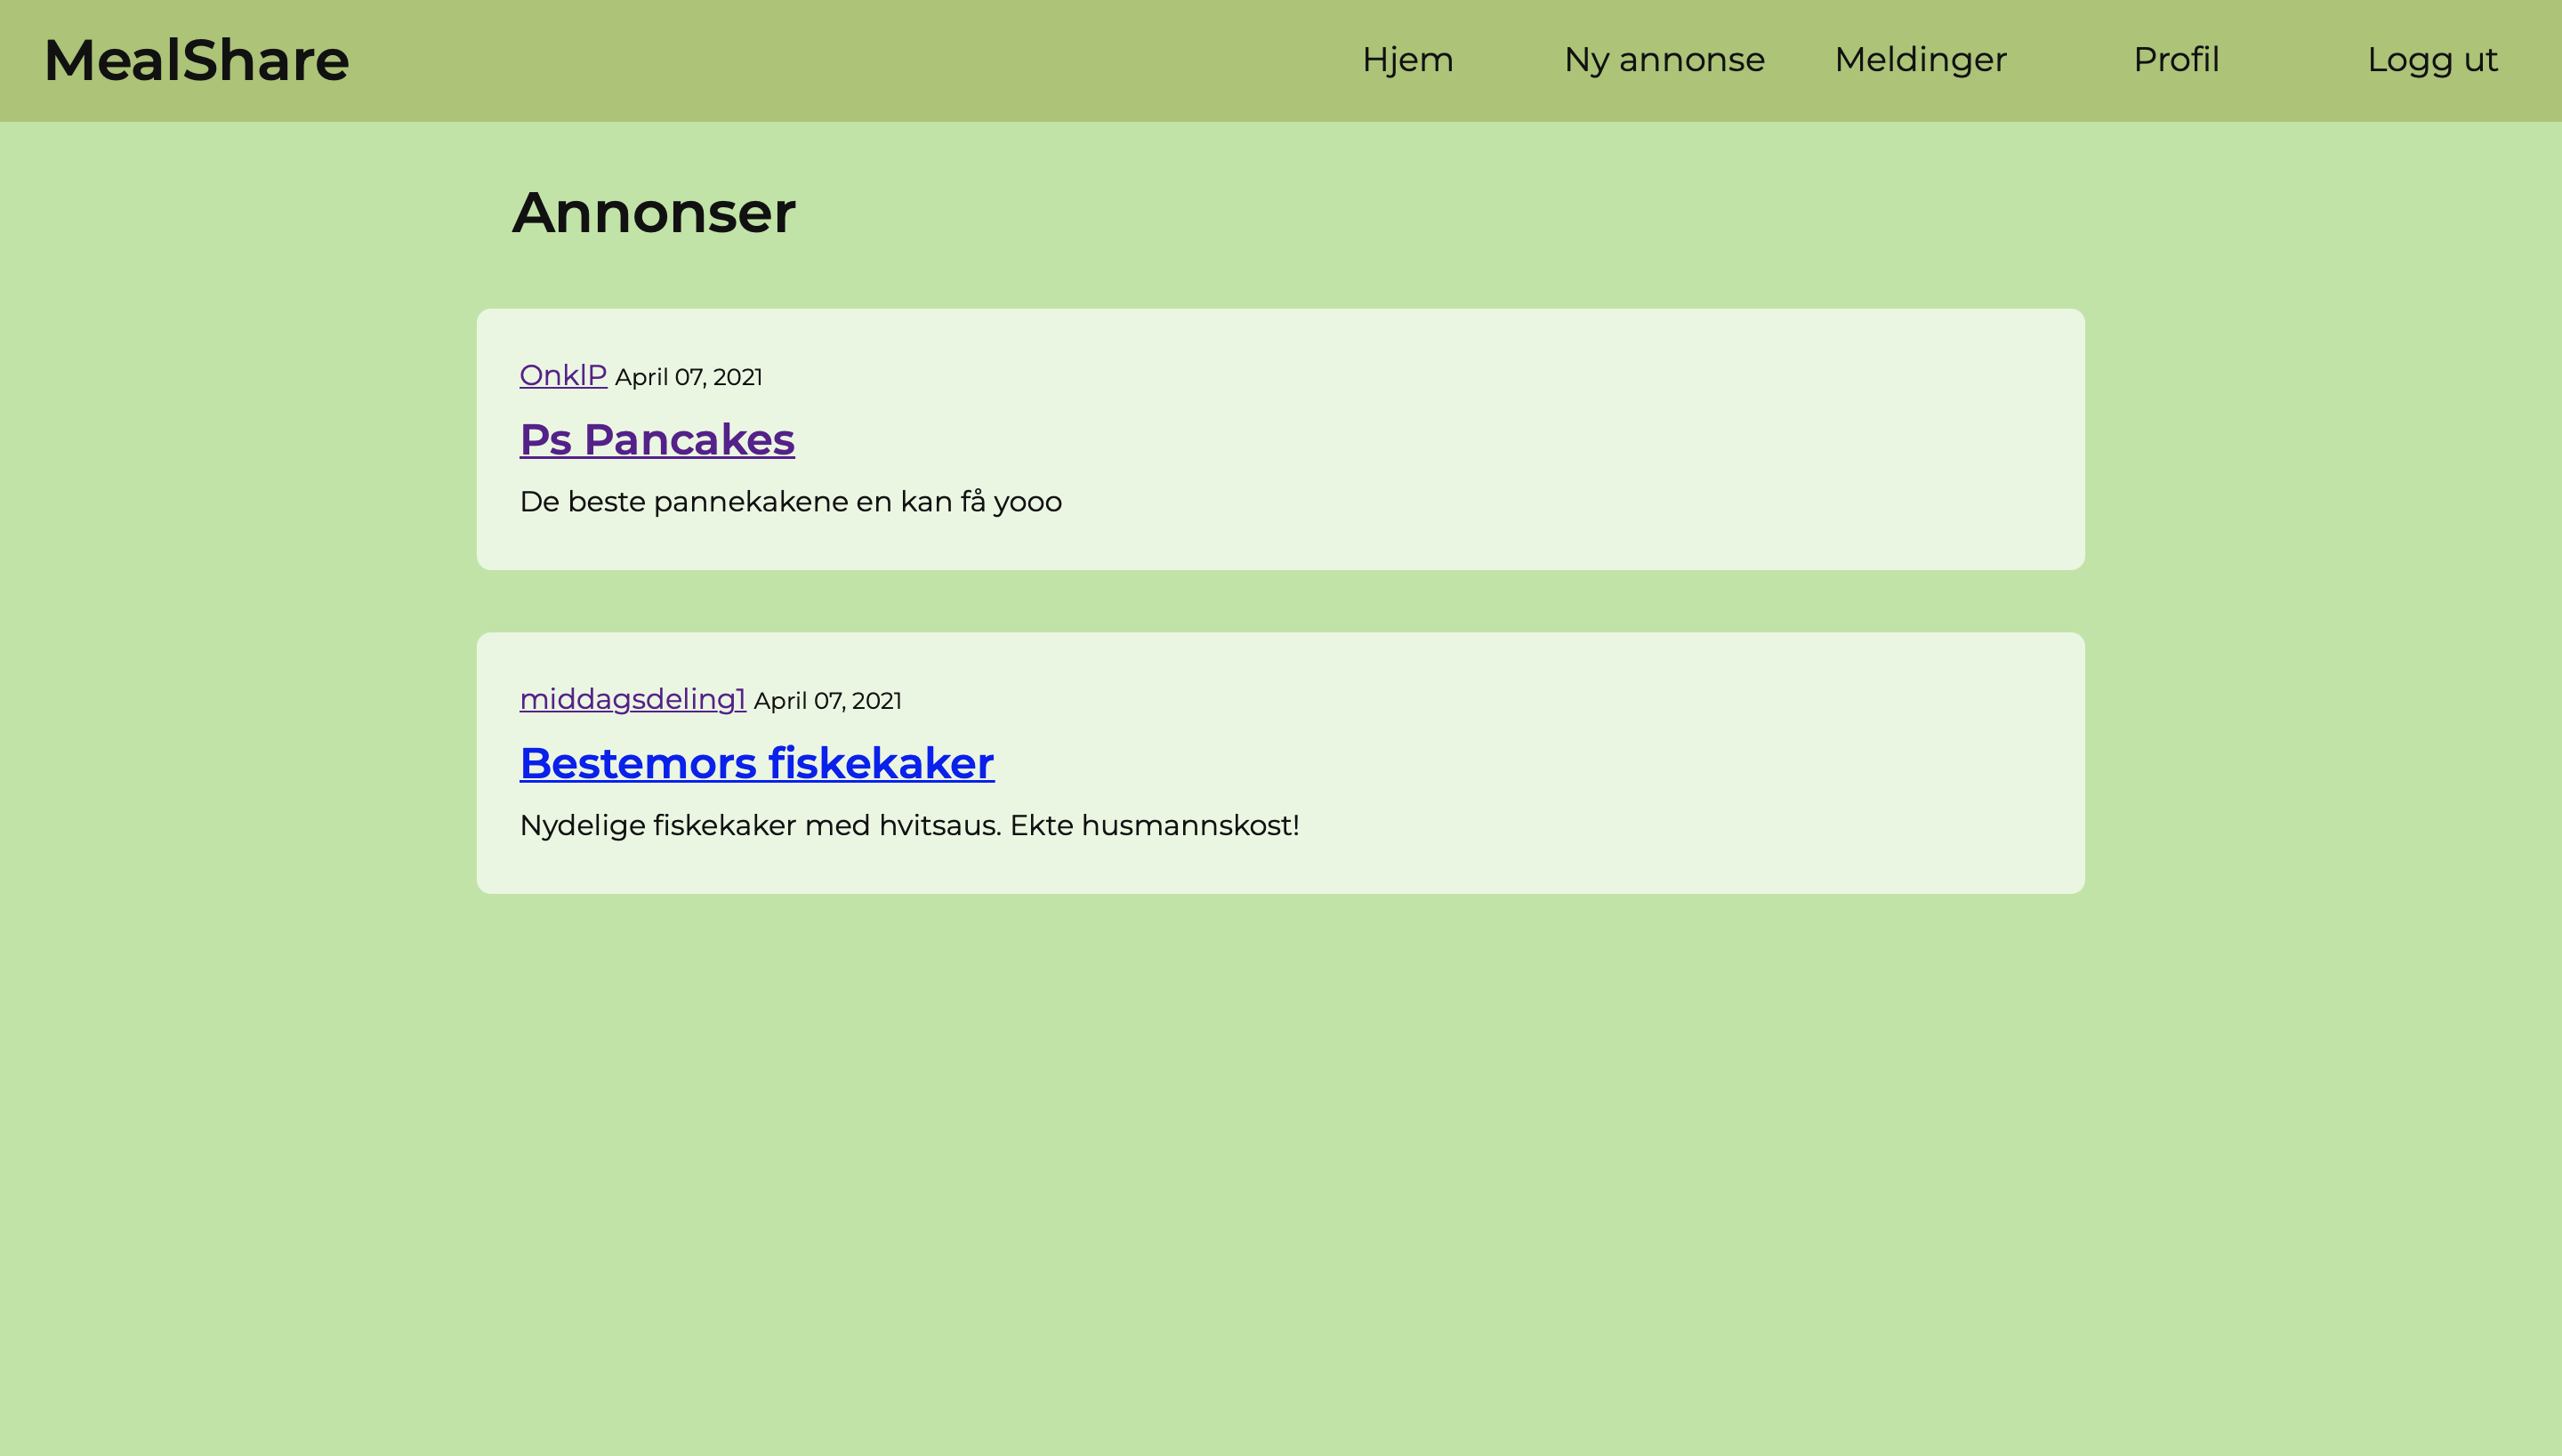 MealShare Hjem Ny annonse Meldinger Profil Logg ut
Annonser
OnklP April 07, 2021
Ps Pancakes
De beste pannekakene en kan få yooo
middagsdeling1 April 07, 2021
Bestemors fiskekaker
Nydelige fiskekaker med hvitsaus. Ekte husmannskost!